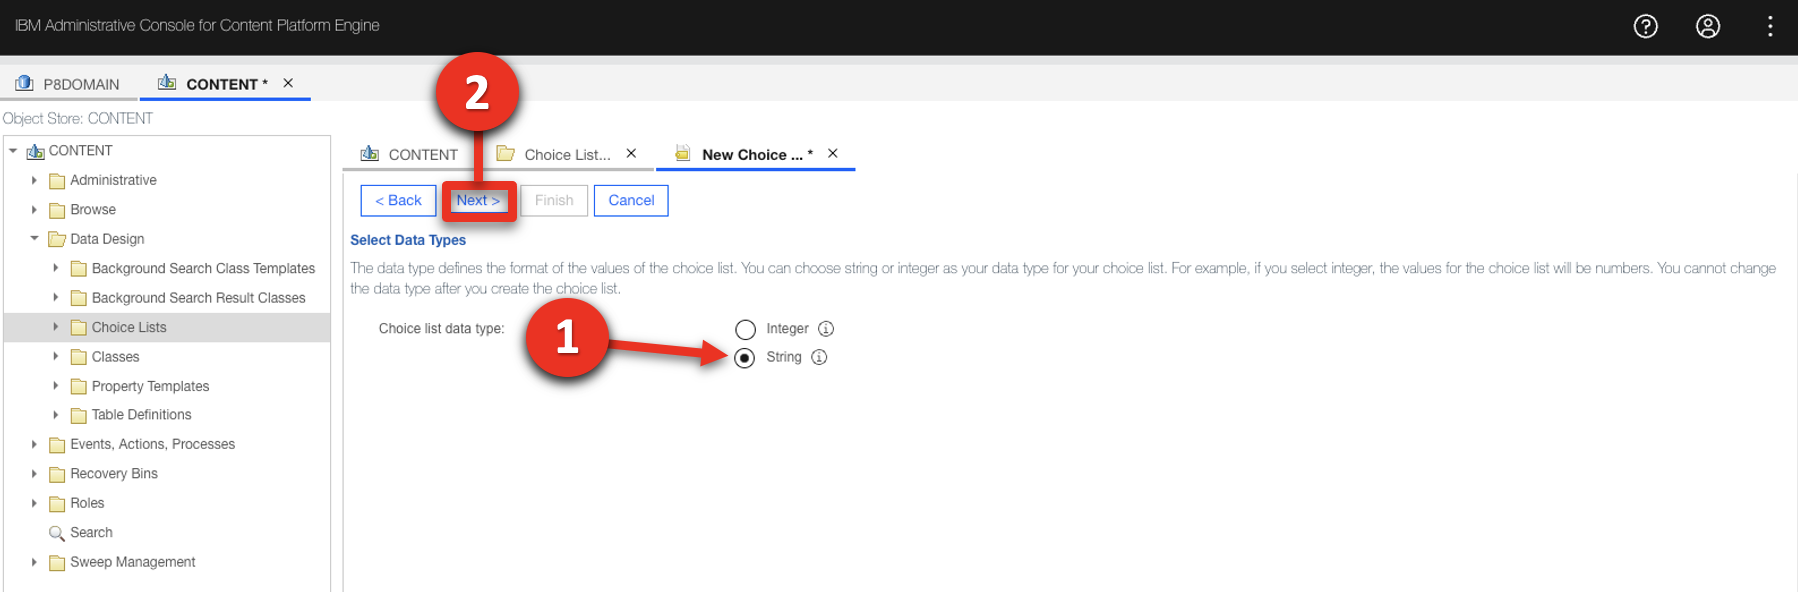 IBM Administrative Console for Content Platform Engine
P8DOMAIN
CONTENT *
Object Store: CONTENT
CONTENT
Administrative
Browse
Data Design
Background Search Class Templates
Background Search Result Classes
Choice Lists
Classes
Property Templates
Table Definitions
Events, Actions, Processes
Recovery Bins
Roles
Search
Sweep Management
2
CONTENT
Choice List...
New Choice ... *
< Back
Next >
Finish
Cancel
Select Data Types
The data type defines the format of the values of the choice list. You can choose string or integer as your data type for your choice list. For example, if you select integer, the values for the choice list will be numbers. You cannot change
the data type after you create the choice list.
Choice list data type:
1
Integer
String